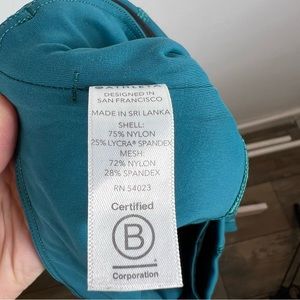 ATHLETA
DESIGNED IN
SAN FRANCISCO
MADE IN SRI LANKA
SHELL:
75% NYLON
25% LYCRA® SPANDEX
MESH:
72% NYLON
28% SPANDEX
RN 54023
Certified
B
Corporation